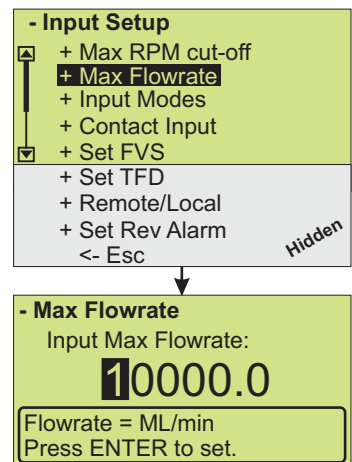 - Input Setup
+ Max RPM cut-off
+ Max Flowrate
+ Input Modes
+ Contact Input
+ Set FVS
+ Set TFD
+ Remote/Local
+ Set Rev Alarm
<- Esc
Hidden
- Max Flowrate
Input Max Flowrate:
10000.0
Flowrate = ML/min
Press ENTER to set.